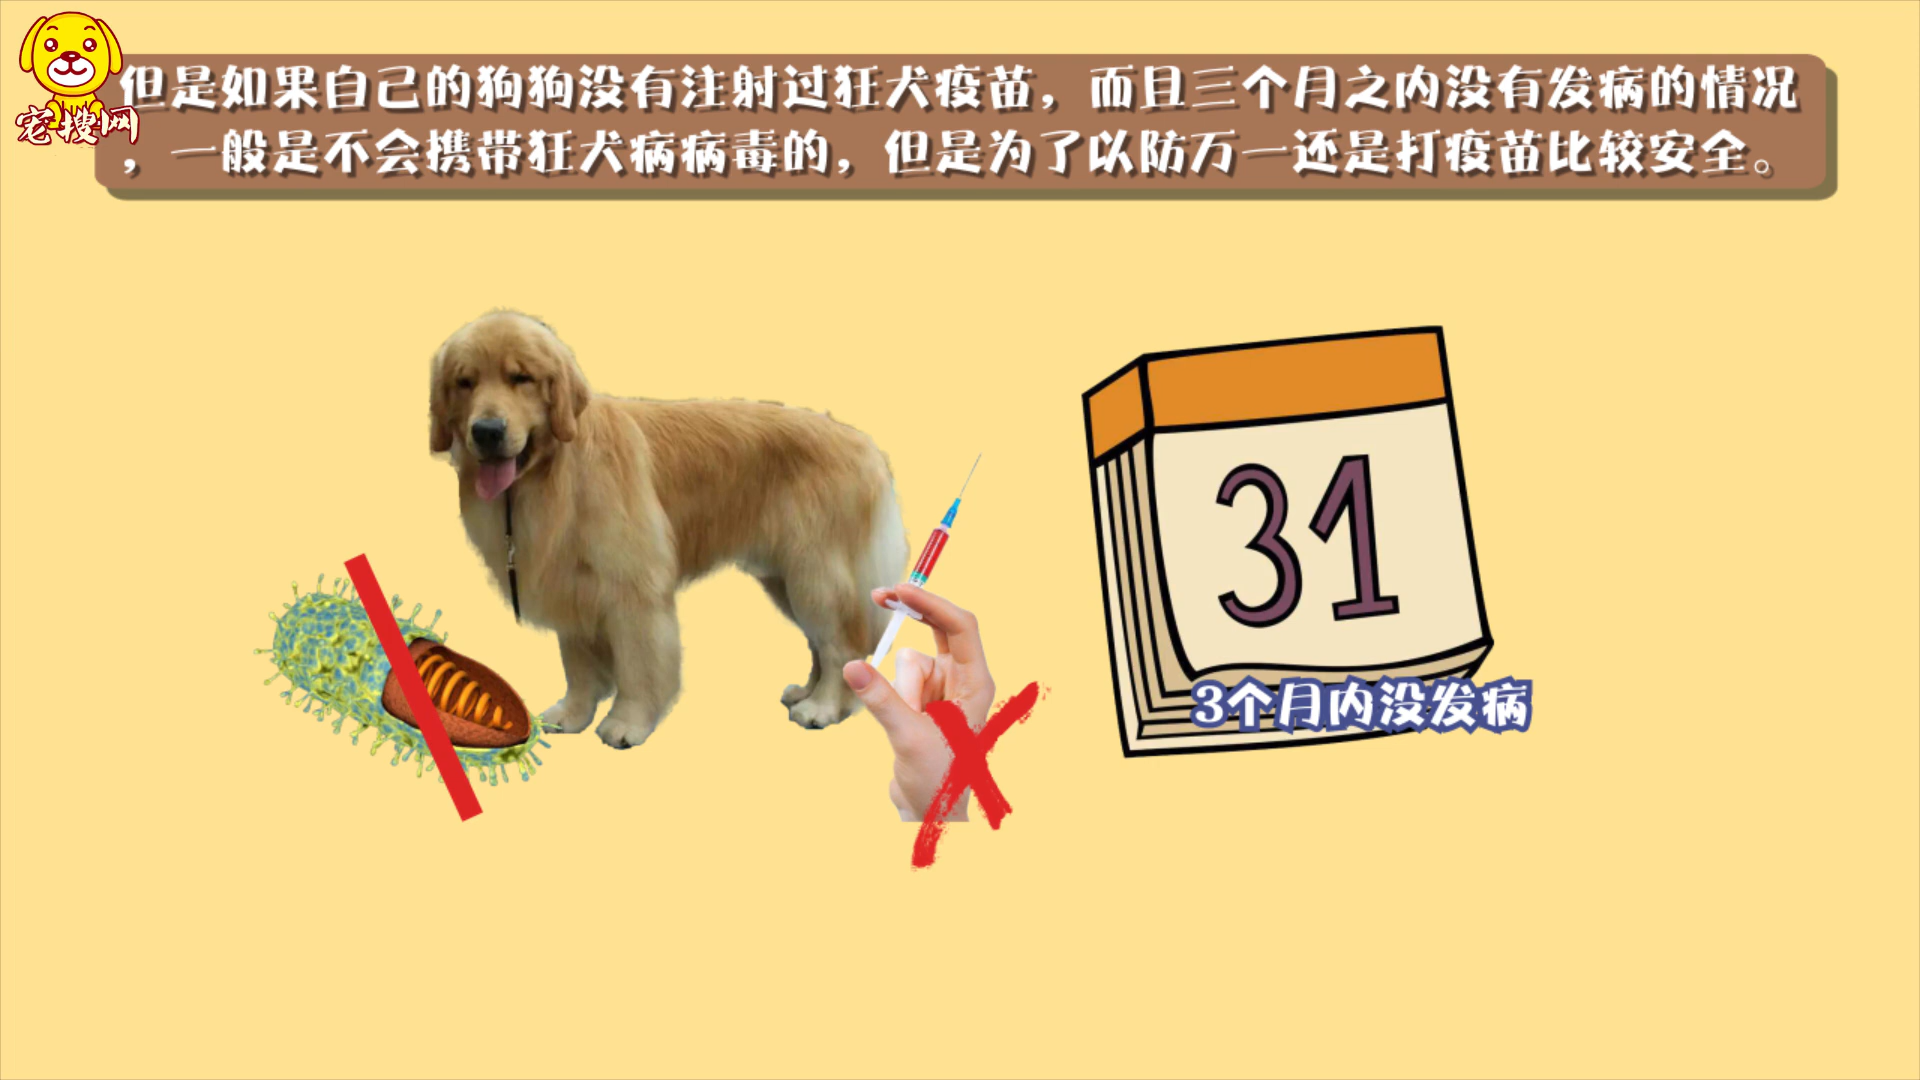 宠搜网
但是如果自己的狗狗没有注射过狂犬疫苗，而且三个月之内没有发病的情况
，一般是不会携带狂犬病病毒的，但是为了以防万一还是打疫苗比较安全。
31
3个月内没发病